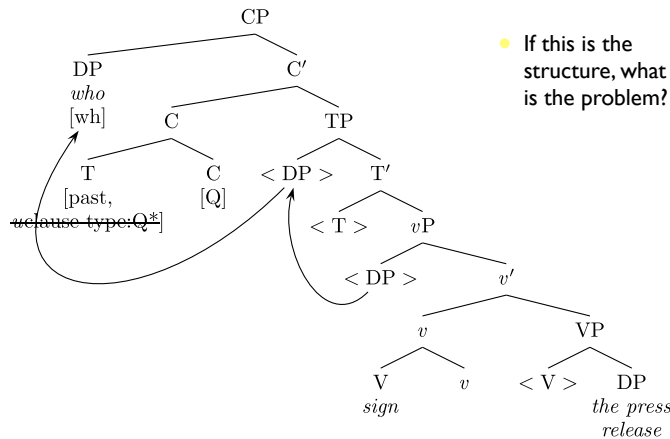 CP
If this is the
structure, what
is the problem?
DP
C′
who
[wh]
C
TP
T
C
< DP >
T′
[past,
[Q]
uclause type:Q*]
< T >
vP
< DP >
v′
v
VP
V
v
< V >
DP
sign
the press
release